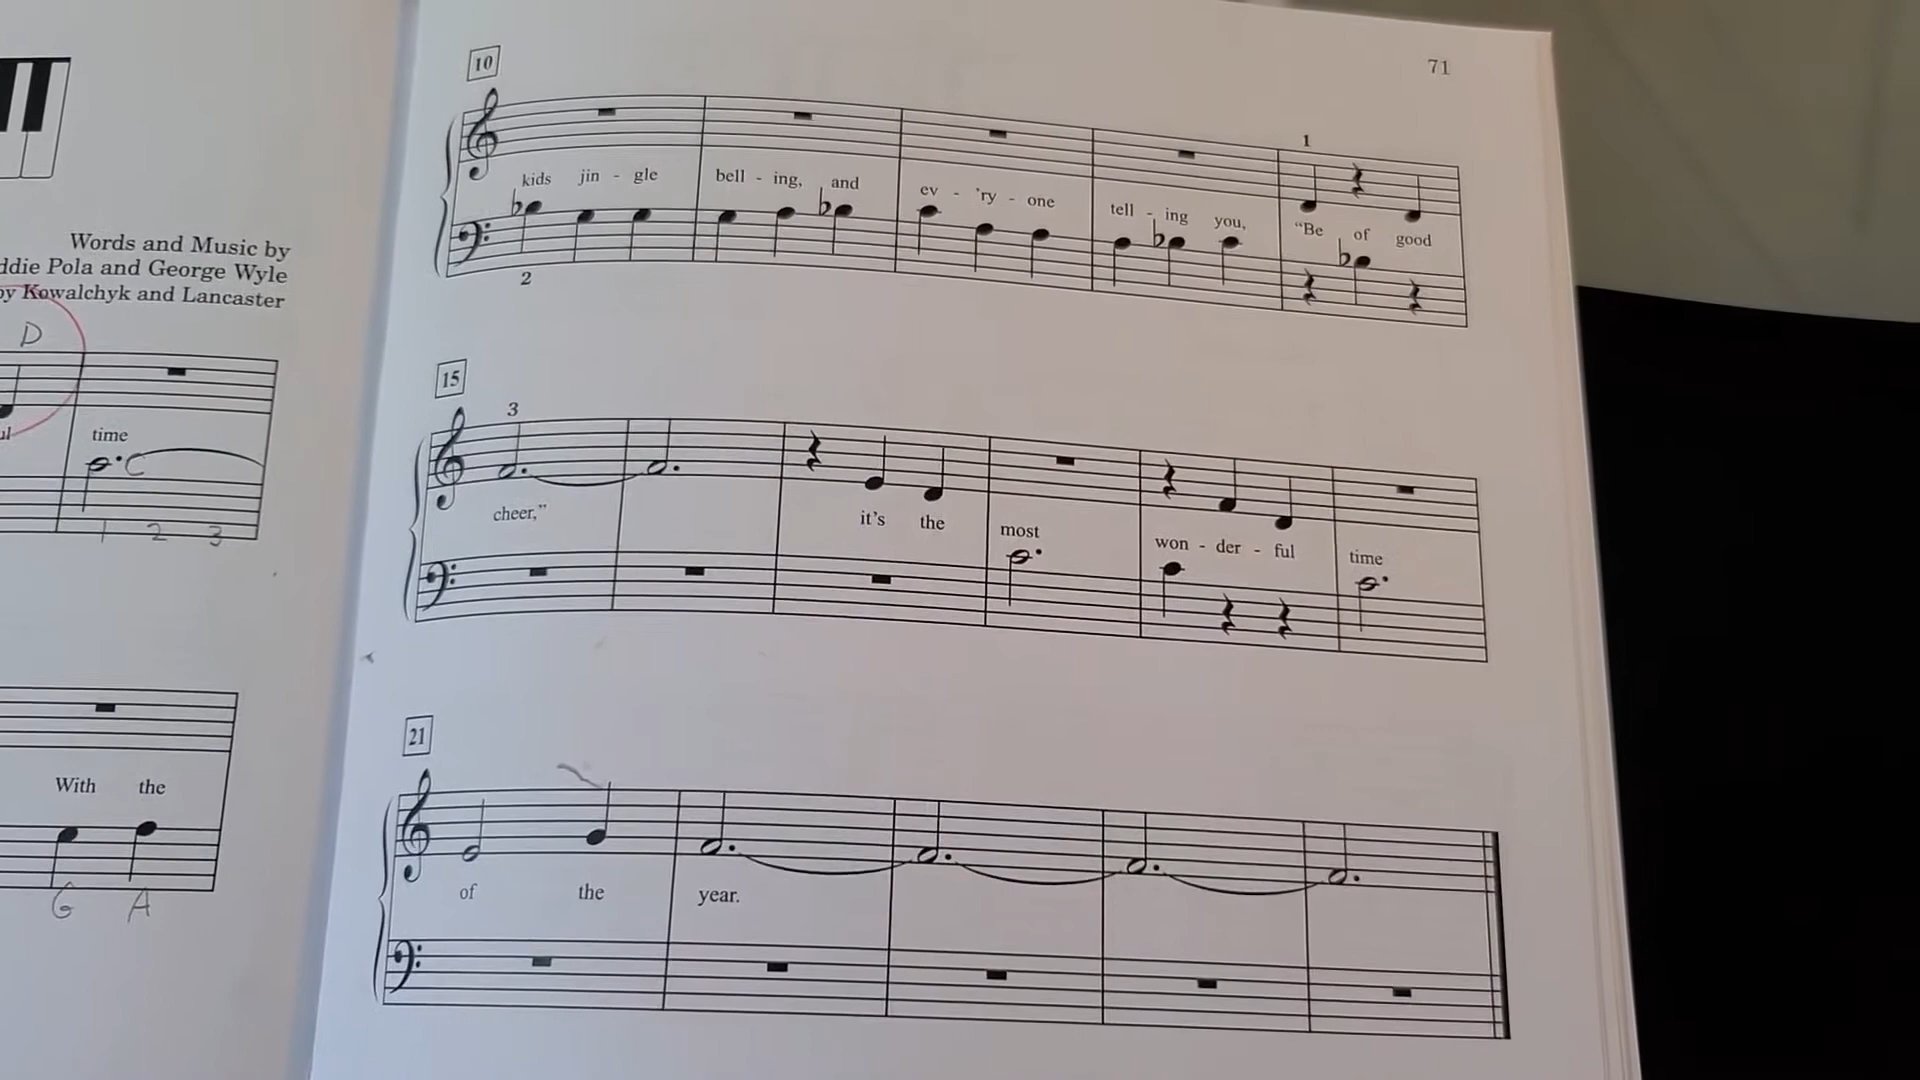 Words and Music by
ddie Pola and George Wyle
by Kowalchyk and Lancaster
D
ul
time
C
1 2 3
With the
G A
71
10
1
kids jin - gle bell - ing, and ev - 'ry - one tell - ing you, “Be of good
2
15
3
cheer,” it's the most won - der - ful time
21
of the year.